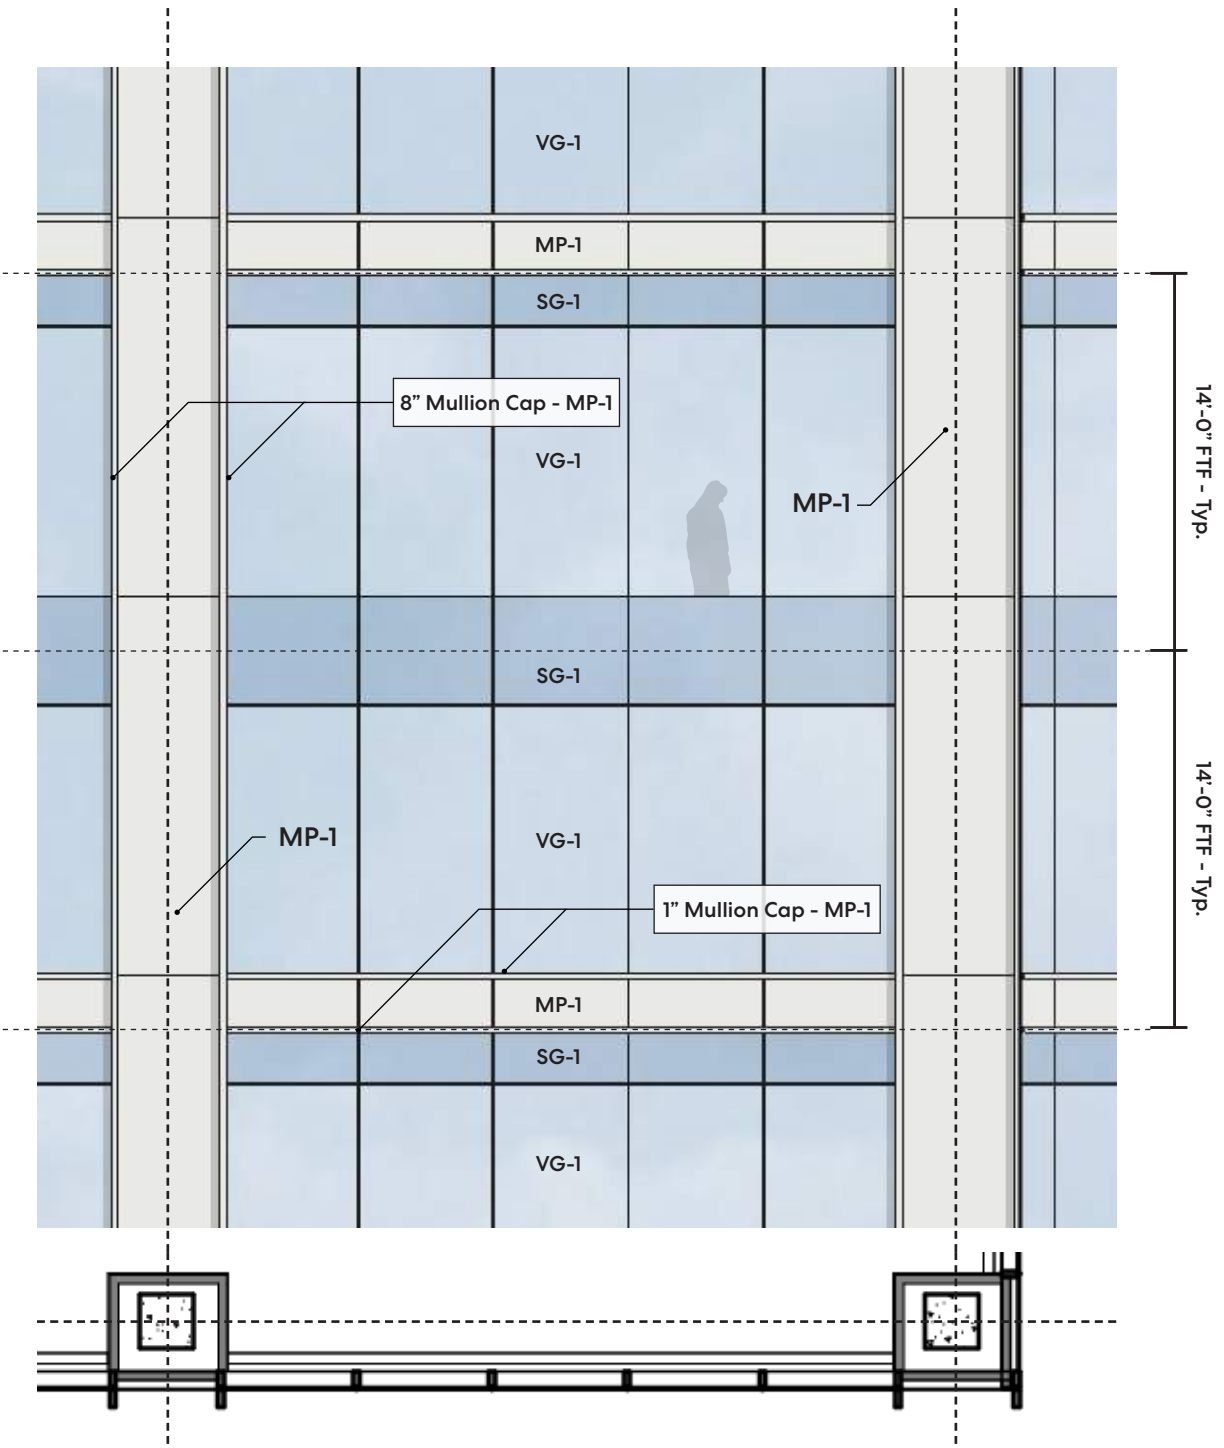 VG-1
MP-1
SG-1
8” Mullion Cap - MP-1
VG-1
MP-1
14’-0” FTF - Typ.
SG-1
14’-0” FTF - Typ.
MP-1
VG-1
1” Mullion Cap - MP-1
MP-1
SG-1
VG-1